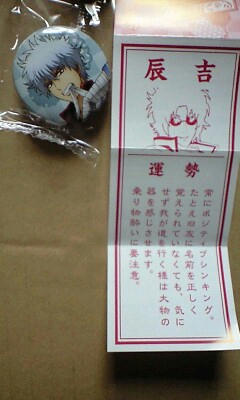 辰吉
運勢
常にポジティブシンキング。
たとえ四友に名前を正しく
覚えられていなくても、気に
せず我が道を行く様は大物の
器を感じさせます。
乗り物酔いに要注意。